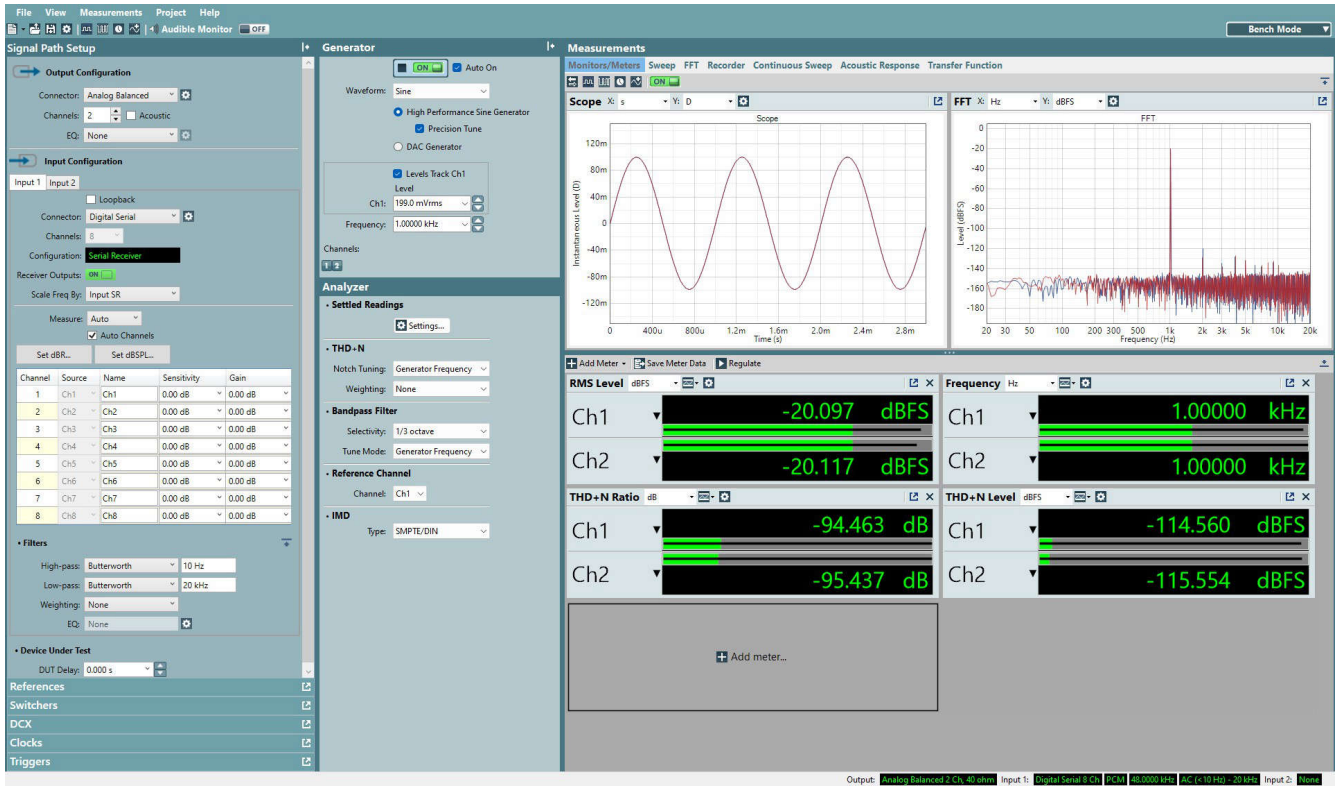 File View Measurements Project Help
Audible Monitor OFF
Bench Mode
Signal Path Setup
Output Configuration
Connector: Analog Balanced
Channels: 2 Acoustic
EQ: None
Input Configuration
Input 1 Input 2
Loopback
Connector: Digital Serial
Channels: 8
Configuration: Serial Receiver
Receiver Outputs: ON
Scale Freq By: Input SR
Measure: Auto
Auto Channels
Set dBR... Set dBSPL...
Channel Source Name Sensitivity Gain
1 Ch1 Ch1 0.00 dB 0.00 dB
2 Ch2 Ch2 0.00 dB 0.00 dB
3 Ch3 Ch3 0.00 dB 0.00 dB
4 Ch4 Ch4 0.00 dB 0.00 dB
5 Ch5 Ch5 0.00 dB 0.00 dB
6 Ch6 Ch6 0.00 dB 0.00 dB
7 Ch7 Ch7 0.00 dB 0.00 dB
8 Ch8 Ch8 0.00 dB 0.00 dB
• Filters
High-pass: Butterworth 10 Hz
Low-pass: Butterworth 20 kHz
Weighting: None
EQ: None
• Device Under Test
DUT Delay: 0.000 s
References
Switchers
DCX
Clocks
Triggers
Generator
ON Auto On
Waveform: Sine
High Performance Sine Generator
Precision Tune
DAC Generator
Levels Track Ch1
Level
Ch1: 199.0 mVrms
Frequency: 1.00000 kHz
Channels:
1 2
Analyzer
• Settled Readings
Settings...
• THD+N
Notch Tuning: Generator Frequency
Weighting: None
• Bandpass Filter
Selectivity: 1/3 octave
Tune Mode: Generator Frequency
• Reference Channel
Channel: Ch1
• IMD
Type: SMPTE/DIN
Measurements
Monitors/Meters Sweep FFT Recorder Continuous Sweep Acoustic Response Transfer Function
ON
Scope X: s Y: D
Scope
Instantaneous Level (D)
120m
80m
40m
0
-40m
-80m
-120m
0 400u 800u 1.2m 1.6m 2.0m 2.4m 2.8m
Time (s)
FFT X: Hz Y: dBFS
FFT
Level (dBFS)
0
-20
-40
-60
-80
-100
-120
-140
-160
-180
20 30 50 100 200 300 500 1k 2k 3k 5k 10k 20k
Frequency (Hz)
Add Meter Save Meter Data Regulate
RMS Level dBFS
Ch1 -20.097 dBFS
Ch2 -20.117 dBFS
Frequency Hz
Ch1 1.00000 kHz
Ch2 1.00000 kHz
THD+N Ratio dB
Ch1 -94.463 dB
Ch2 -95.437 dB
THD+N Level dBFS
Ch1 -114.560 dBFS
Ch2 -115.554 dBFS
Add meter...
Output: Analog Balanced 2 Ch, 40 ohm Input 1: Digital Serial 8 Ch PCM 48.0000 kHz AC (<10 Hz) - 20 kHz Input 2: None